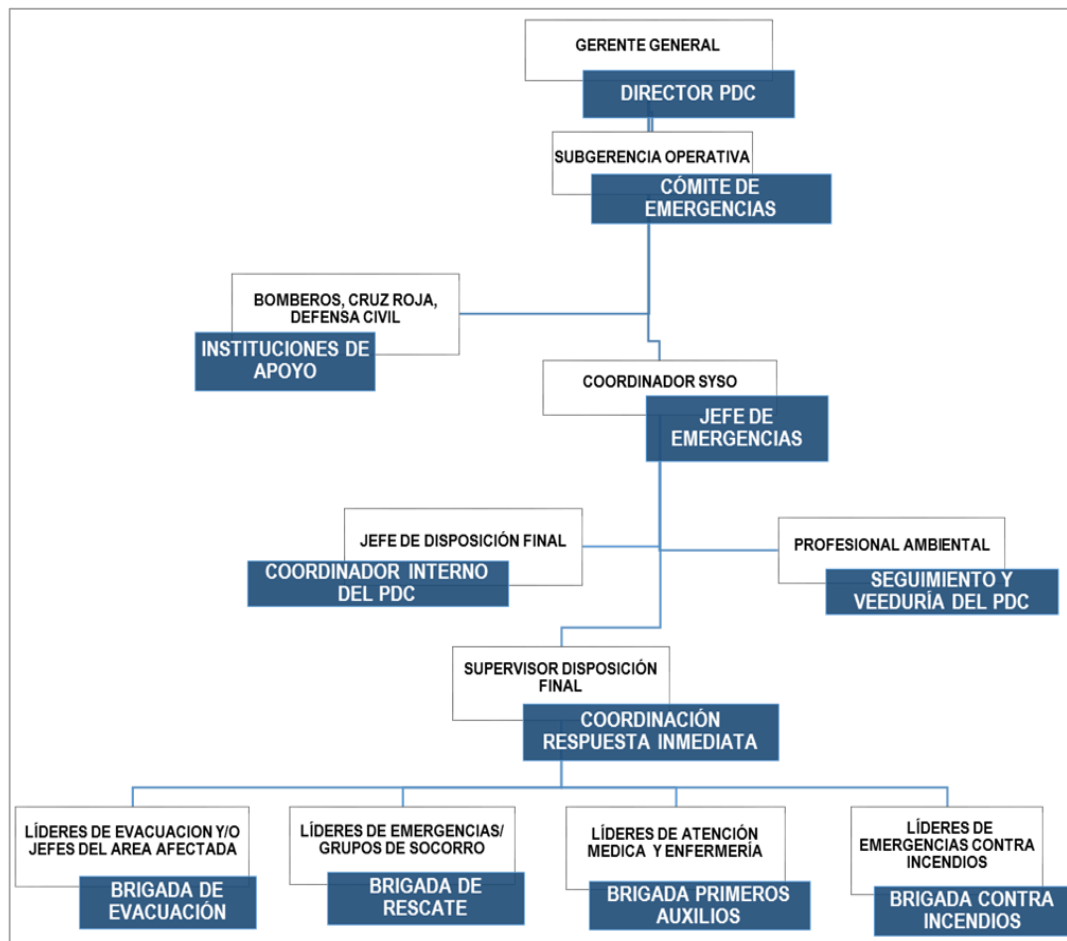 GERENTE GENERAL
DIRECTOR PDC
SUBGERENCIA OPERATIVA
CÓMITE DE
EMERGENCIAS
BOMBEROS, CRUZ ROJA,
DEFENSA CIVIL
INSTITUCIONES DE
APOYO
COORDINADOR SYSO
JEFE DE
EMERGENCIAS
JEFE DE DISPOSICIÓN FINAL
COORDINADOR INTERNO
DEL PDC
PROFESIONAL AMBIENTAL
SEGUIMIENTO Y
VEEDURÍA DEL PDC
SUPERVISOR DISPOSICIÓN
FINAL
COORDINACIÓN
RESPUESTA INMEDIATA
LÍDERES DE EVACUACION Y/O
JEFES DEL AREA AFECTADA
BRIGADA DE
EVACUACIÓN
LÍDERES DE EMERGENCIAS/
GRUPOS DE SOCORRO
BRIGADA DE
RESCATE
LÍDERES DE ATENCIÓN
MEDICA Y ENFERMERÍA
BRIGADA PRIMEROS
AUXILIOS
LÍDERES DE
EMERGENCIAS CONTRA
INCENDIOS
BRIGADA CONTRA
INCENDIOS